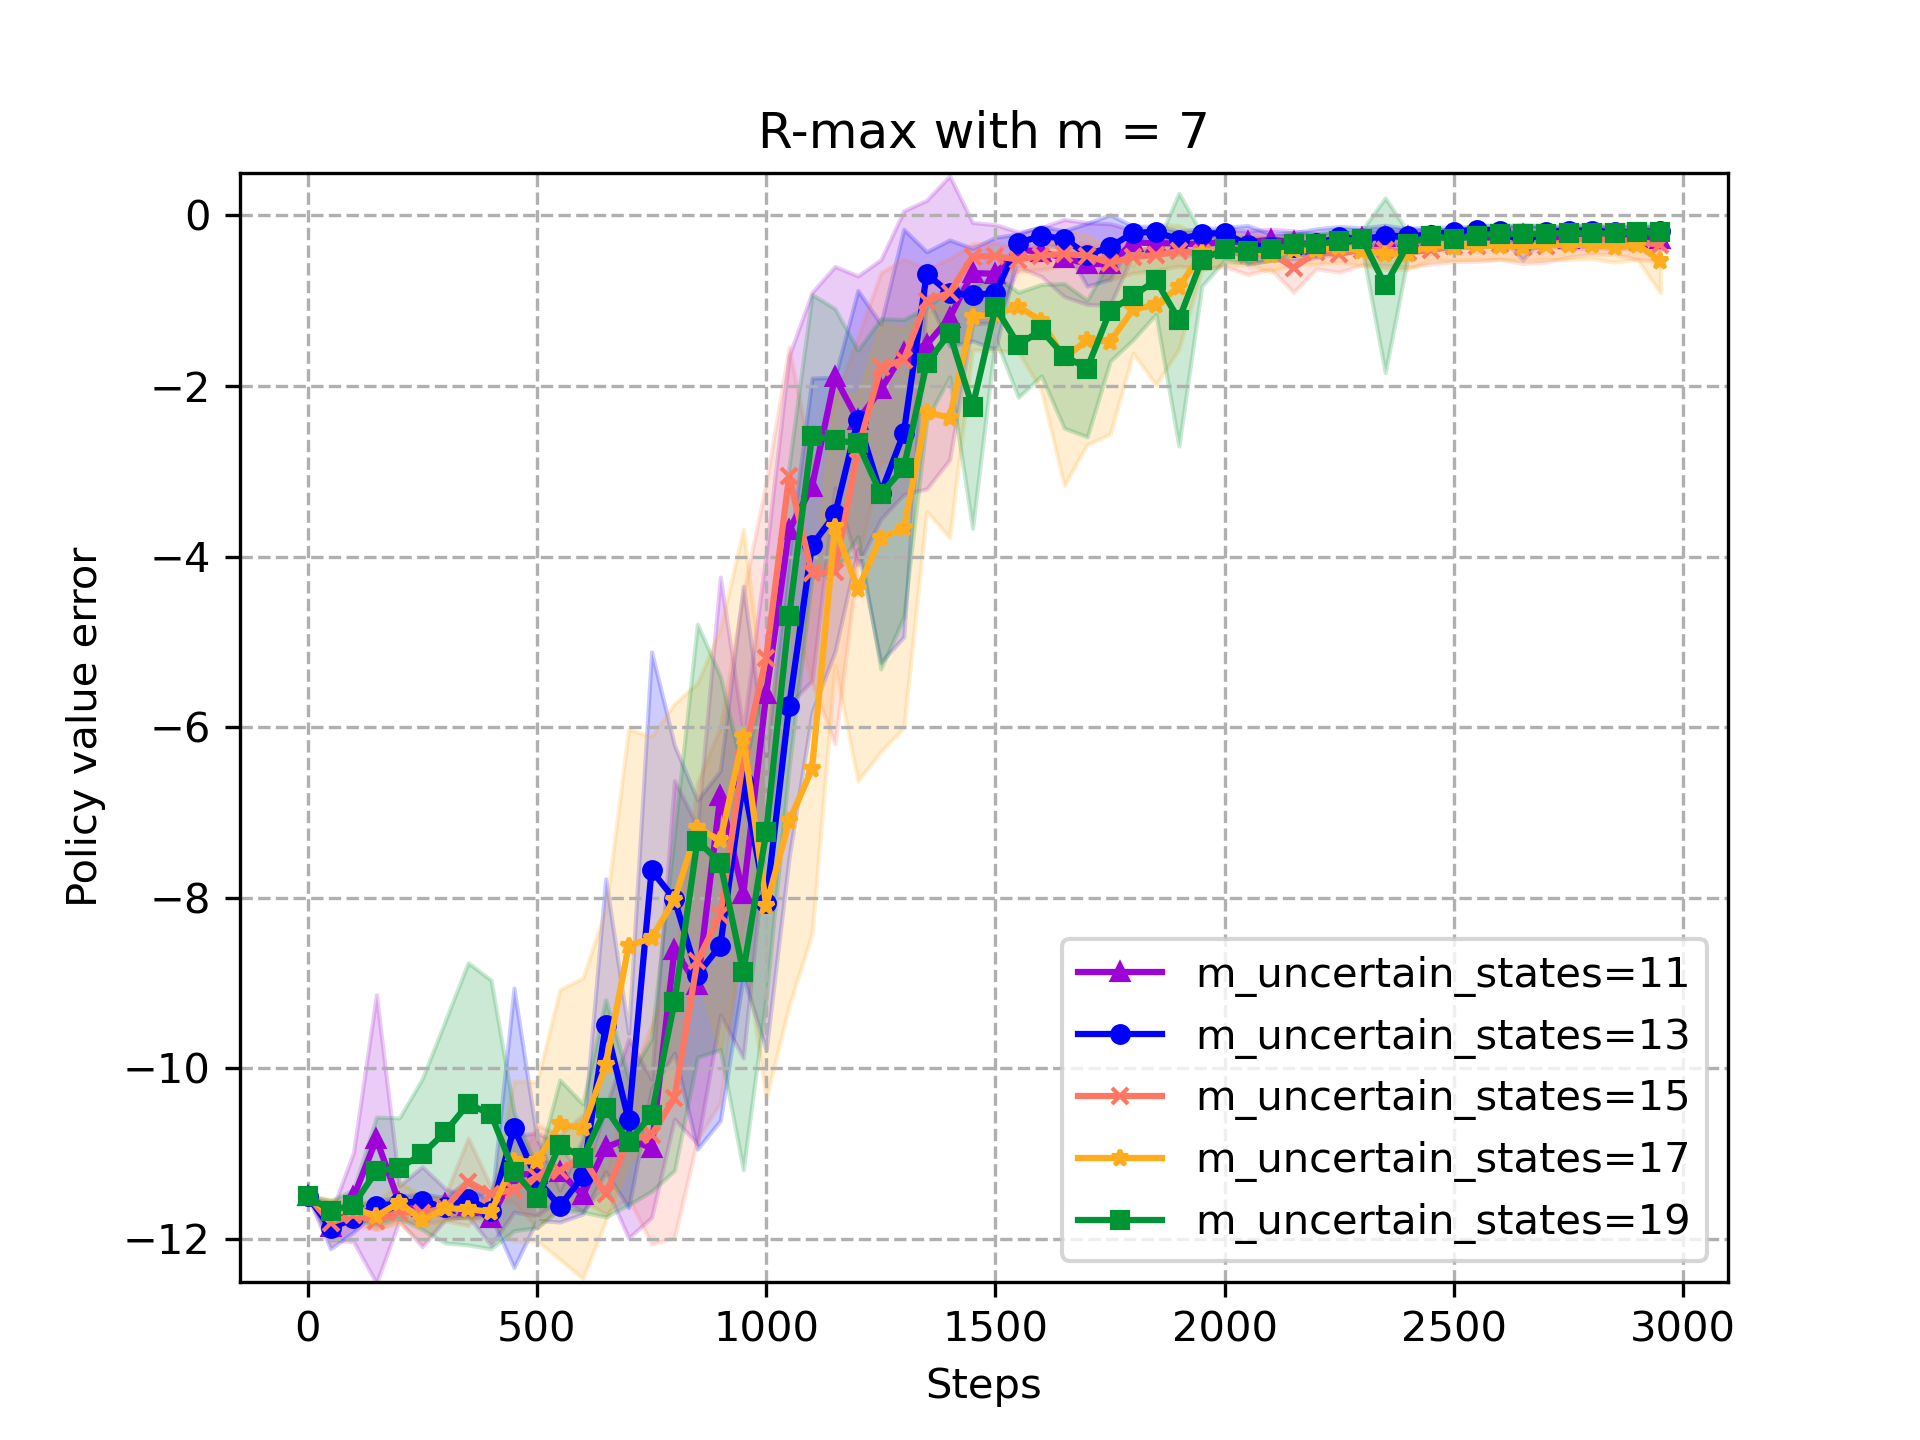 R-max with m = 7
Policy value error
0
−2
−4
−6
−8
−10
−12
0 500 1000 1500 2000 2500 3000
Steps
m_uncertain_states=11
m_uncertain_states=13
m_uncertain_states=15
m_uncertain_states=17
m_uncertain_states=19